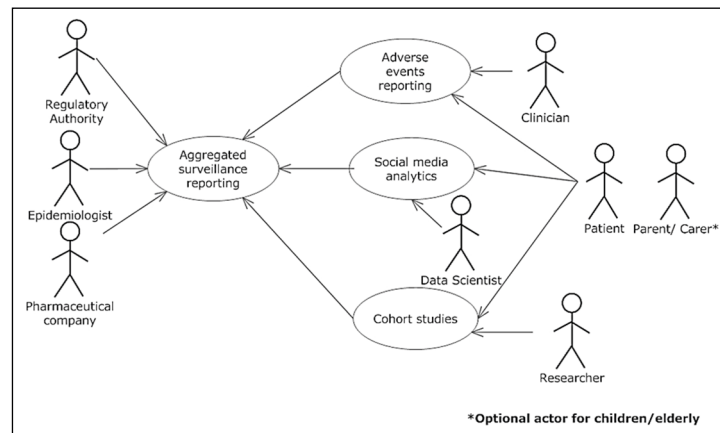 Regulatory
Authority
Epidemiologist
Pharmaceutical
company
Aggregated
surveillance
reporting
Adverse
events
reporting
Social media
analytics
Cohort studies
Clinician
Data Scientist
Patient
Parent/ Carer*
Researcher
*Optional actor for children/elderly